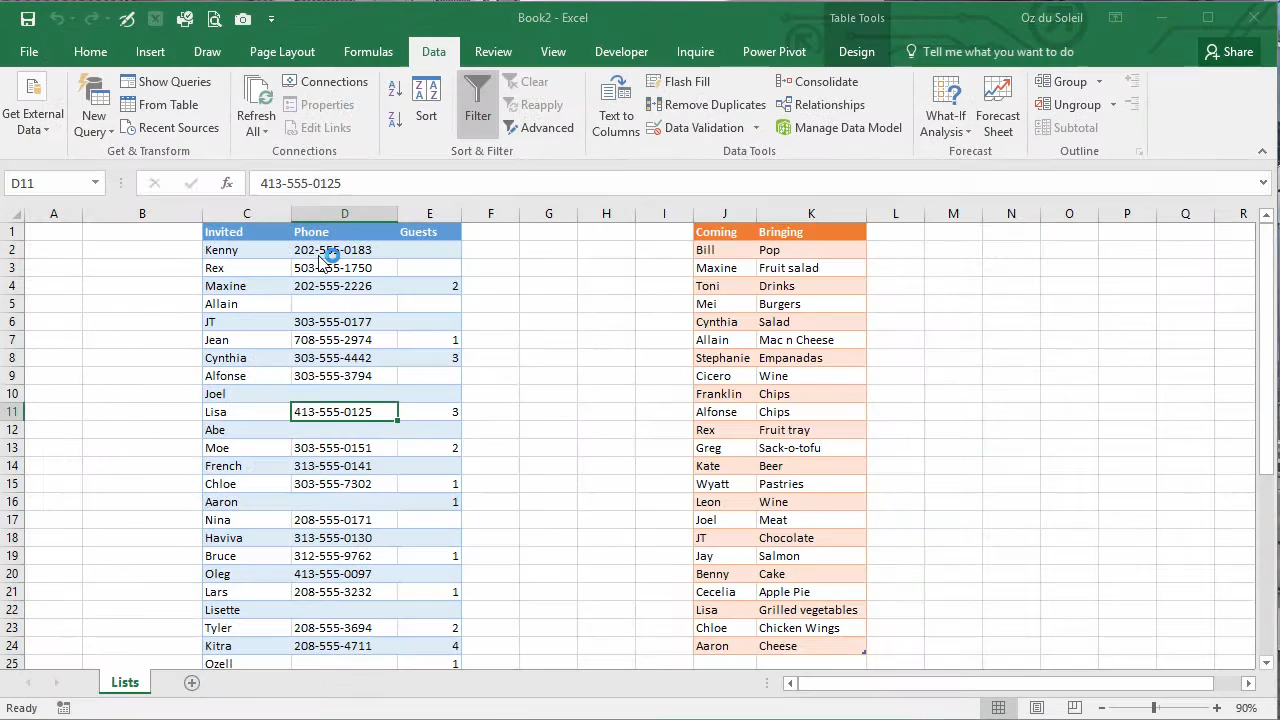 Book2 - Excel
Table Tools
Oz du Soleil
File Home Insert Draw Page Layout Formulas Data Review View Developer Inquire Power Pivot Design Tell me what you want to do Share
Get External Data
New Query
Show Queries
From Table
Recent Sources
Get & Transform
Refresh All
Connections
Properties
Edit Links
Connections
Sort
Filter
Clear
Reapply
Advanced
Sort & Filter
Text to Columns
Flash Fill
Remove Duplicates
Data Validation
Consolidate
Relationships
Manage Data Model
Data Tools
What-If Analysis
Forecast Sheet
Forecast
Group
Ungroup
Subtotal
Outline
D11 fx 413-555-0125
A B C D E F G H I J K L M N O P Q R
1 Invited Phone Guests Coming Bringing
2 Kenny 202-555-0183 Bill Pop
3 Rex 503-555-1750 Maxine Fruit salad
4 Maxine 202-555-2226 2 Toni Drinks
5 Allain Mei Burgers
6 JT 303-555-0177 Cynthia Salad
7 Jean 708-555-2974 1 Allain Mac n Cheese
8 Cynthia 303-555-4442 3 Stephanie Empanadas
9 Alfonse 303-555-3794 Cicero Wine
10 Joel Franklin Chips
11 Lisa 413-555-0125 3 Alfonse Chips
12 Abe Rex Fruit tray
13 Moe 303-555-0151 2 Greg Sack-o-tofu
14 French 313-555-0141 Kate Beer
15 Chloe 303-555-7302 1 Wyatt Pastries
16 Aaron 1 Leon Wine
17 Nina 208-555-0171 Joel Meat
18 Haviva 313-555-0130 JT Chocolate
19 Bruce 312-555-9762 1 Jay Salmon
20 Oleg 413-555-0097 Benny Cake
21 Lars 208-555-3232 1 Cecelia Apple Pie
22 Lisette Lisa Grilled vegetables
23 Tyler 208-555-3694 2 Chloe Chicken Wings
24 Kitra 208-555-4711 4 Aaron Cheese
25 Ozell 1
Lists
Ready 90%